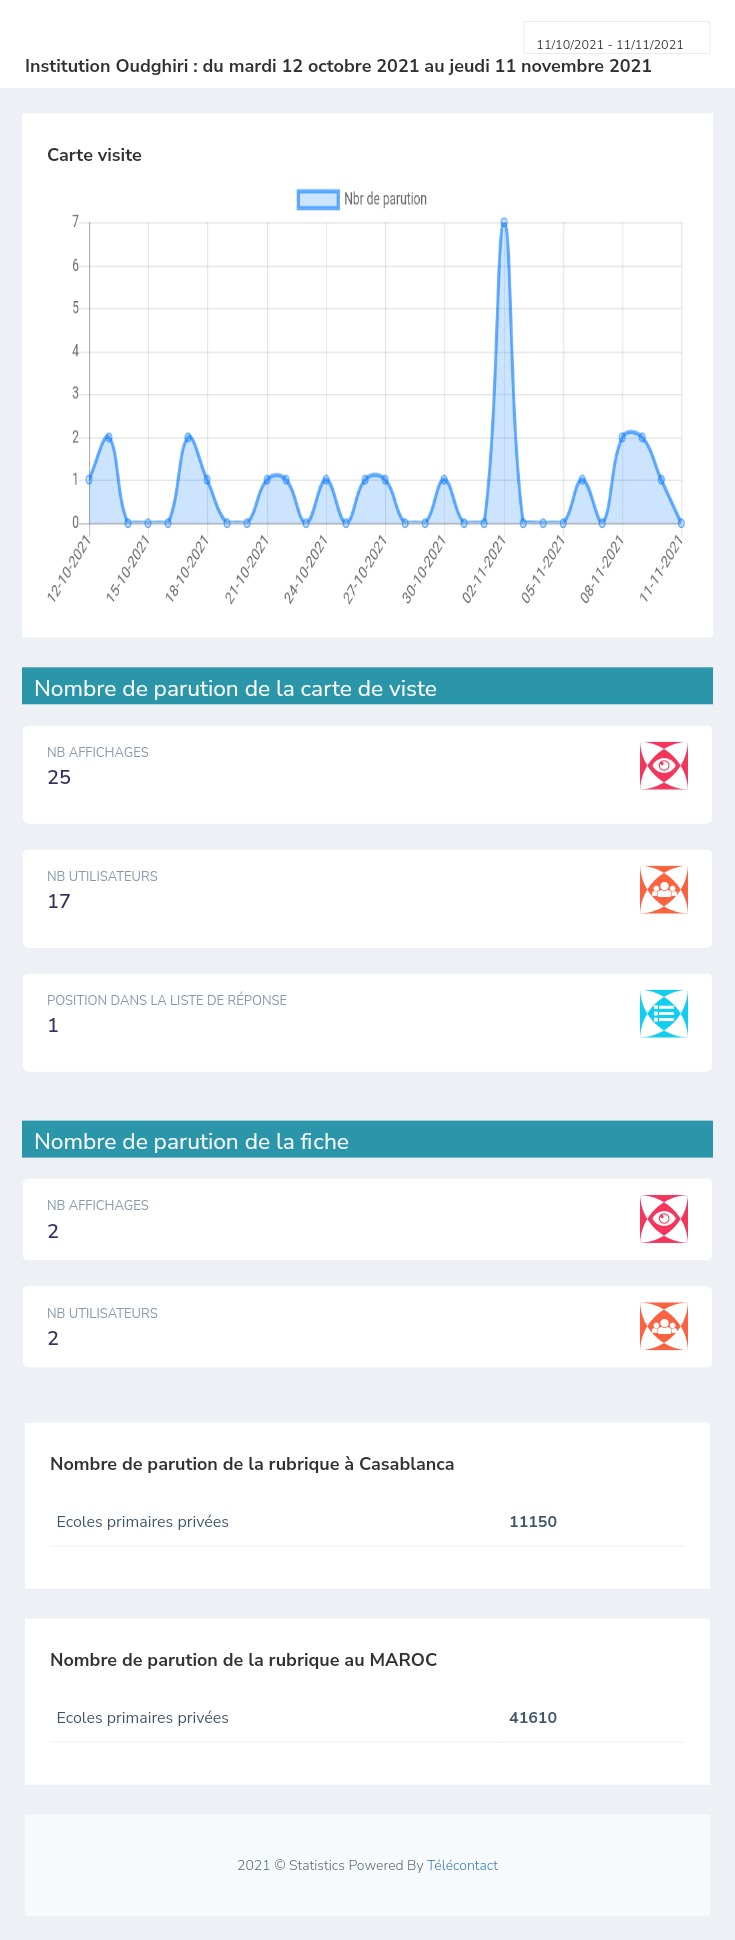 11/10/2021 - 11/11/2021
Institution Oudghiri : du mardi 12 octobre 2021 au jeudi 11 novembre 2021
Carte visite
Nbr de parution
7
6
5
4
3
2
1
0
12-10-2021
15-10-2021
18-10-2021
21-10-2021
24-10-2021
27-10-2021
30-10-2021
02-11-2021
05-11-2021
08-11-2021
11-11-2021
Nombre de parution de la carte de viste
NB AFFICHAGES
25
NB UTILISATEURS
17
POSITION DANS LA LISTE DE RÉPONSE
1
Nombre de parution de la fiche
NB AFFICHAGES
2
NB UTILISATEURS
2
Nombre de parution de la rubrique à Casablanca
Ecoles primaires privées 11150
Nombre de parution de la rubrique au MAROC
Ecoles primaires privées 41610
2021 © Statistics Powered By Télécontact